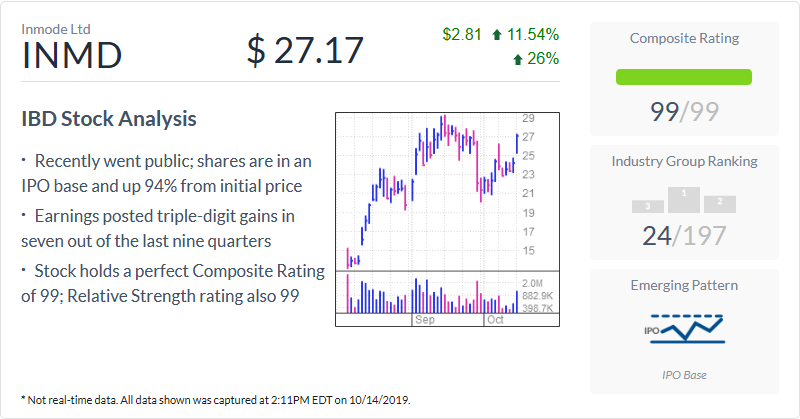 Inmode Ltd
INMD
$ 27.17
$2.81 11.54%
26%
IBD Stock Analysis
· Recently went public; shares are in an
IPO base and up 94% from initial price
· Earnings posted triple-digit gains in
seven out of the last nine quarters
· Stock holds a perfect Composite Rating
of 99; Relative Strength rating also 99
29
27
25
23
21
19
17
15
2.0M
882.9K
398.7K
Sep Oct
Composite Rating
99/99
Industry Group Ranking
3 1 2
24/197
Emerging Pattern
IPO
IPO Base
* Not real-time data. All data shown was captured at 2:11PM EDT on 10/14/2019.